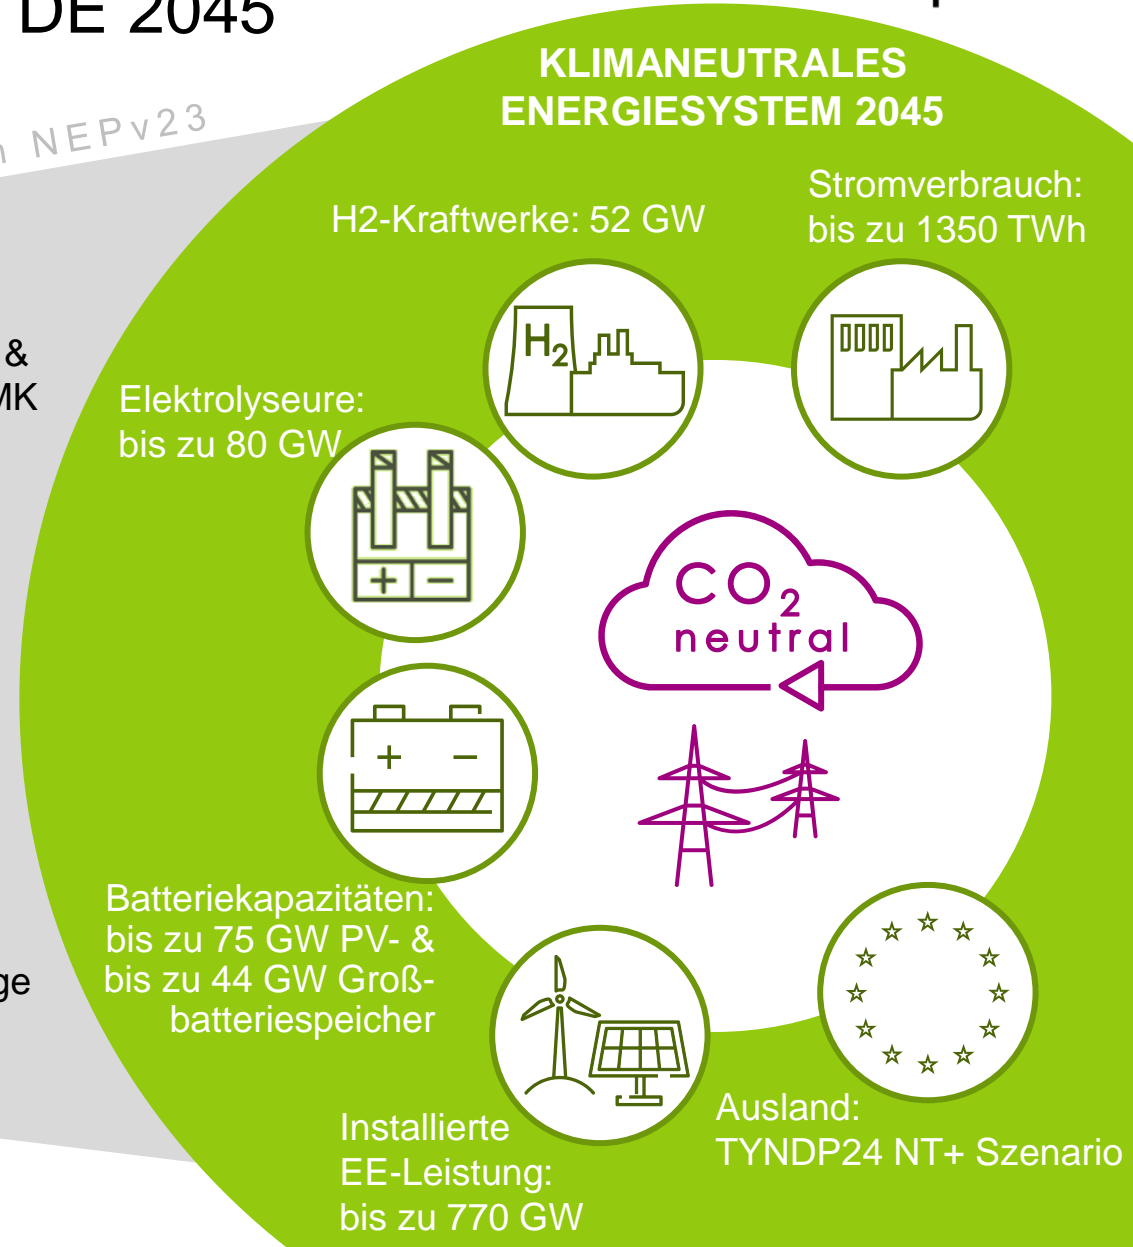 DE 2045
NEPv23
KLIMANEUTRALES
ENERGIESYSTEM 2045
Stromverbrauch:
bis zu 1350 TWh
H2-Kraftwerke: 52 GW
H2
&
Elektrolyseure:
bis zu 80 GW
+ −
CO2
neutral
+ −
Batteriekapazitäten:
bis zu 75 GW PV- &
bis zu 44 GW Groß-
batteriespeicher
Ausland:
TYNDP24 NT+ Szenario
Installierte
EE-Leistung:
bis zu 770 GW